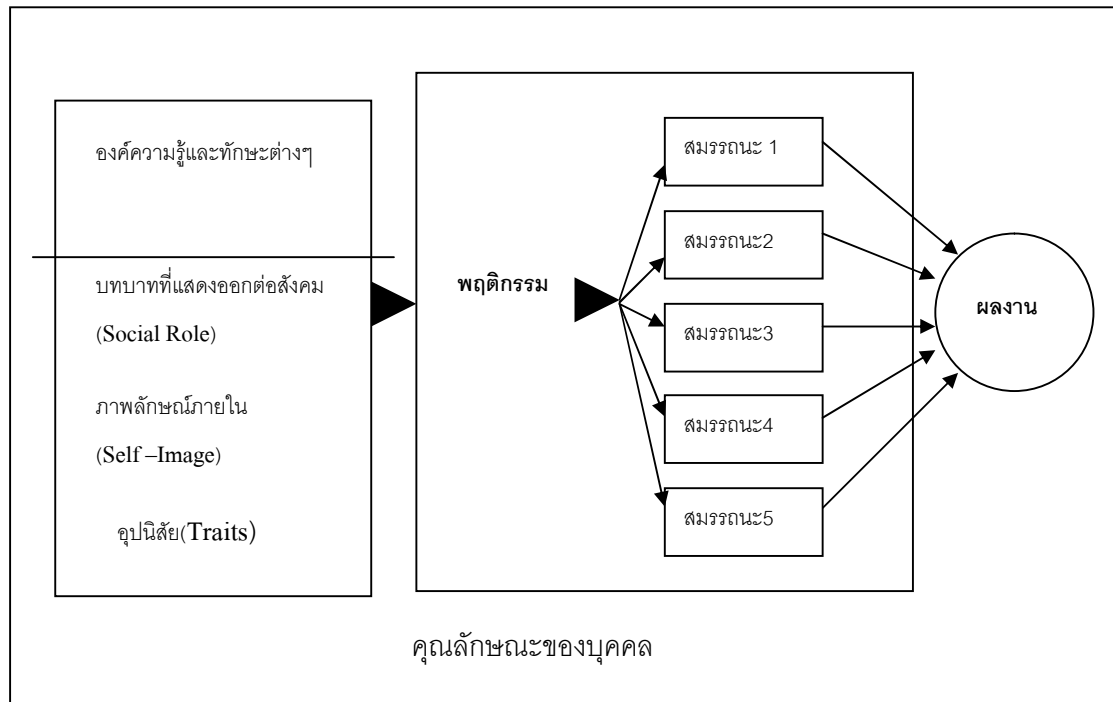 องค์ความรู้และทักษะต่างๆ
บทบาทที่แสดงออกต่อสังคม
(Social Role)
ภาพลักษณ์ภายใน
(Self –Image)
อุปนิสัย(Traits)
พฤติกรรม
สมรรถนะ 1
สมรรถนะ2
สมรรถนะ3
สมรรถนะ4
สมรรถนะ5
ผลงาน
คุณลักษณะของบุคคล